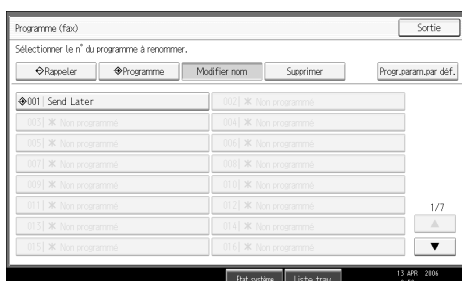 Programme (fax) Sortie
Sélectionner le n° du programme à renommer.
Rappeler Programme Modifier nom Supprimer Progr.param.par déf.
001 Send Later 002 Non programmé
003 Non programmé 004 Non programmé
005 Non programmé 006 Non programmé
007 Non programmé 008 Non programmé
009 Non programmé 010 Non programmé
011 Non programmé 012 Non programmé 1/7
013 Non programmé 014 Non programmé
015 Non programmé 016 Non programmé
Etat système Liste trav. 13 APR 2006